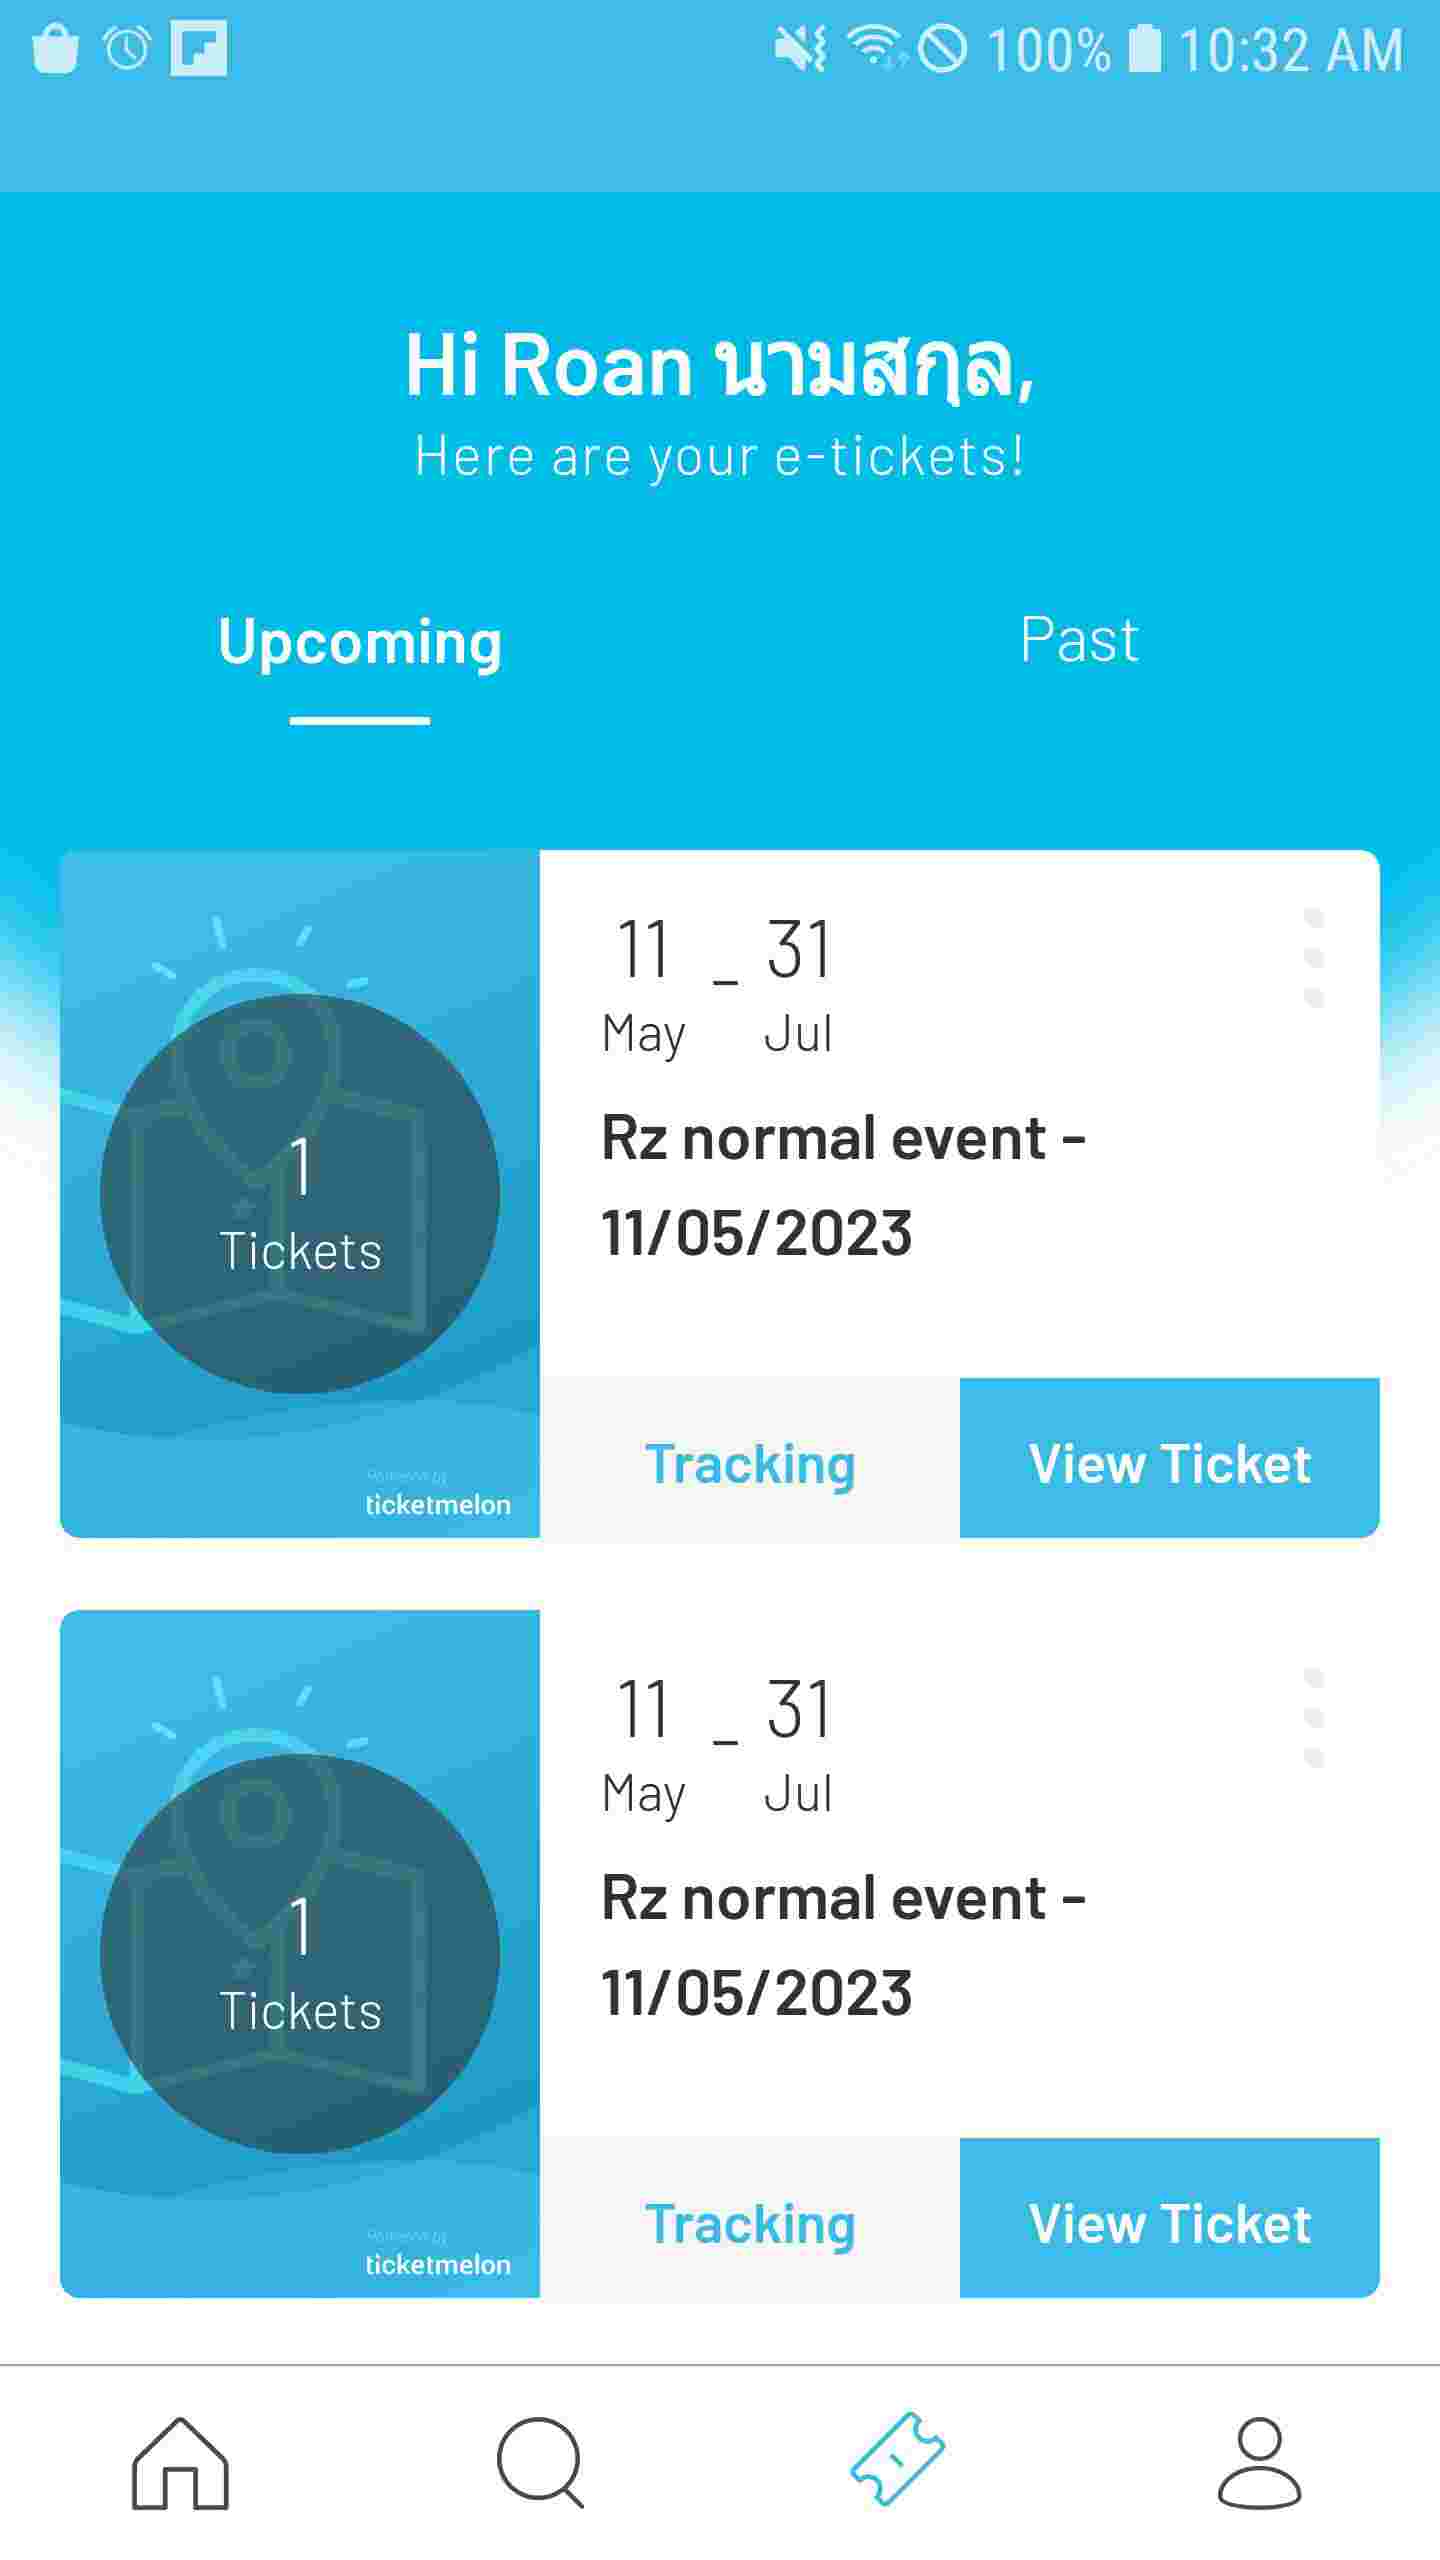 100% 10:32 AM
Hi Roan นามสกุล,
Here are your e-tickets!
Upcoming
Past
11 _ 31
May Jul
Rz normal event -
11/05/2023
1
Tickets
Powered by
ticketmelon
Tracking
View Ticket
11 _ 31
May Jul
Rz normal event -
11/05/2023
1
Tickets
Powered by
ticketmelon
Tracking
View Ticket